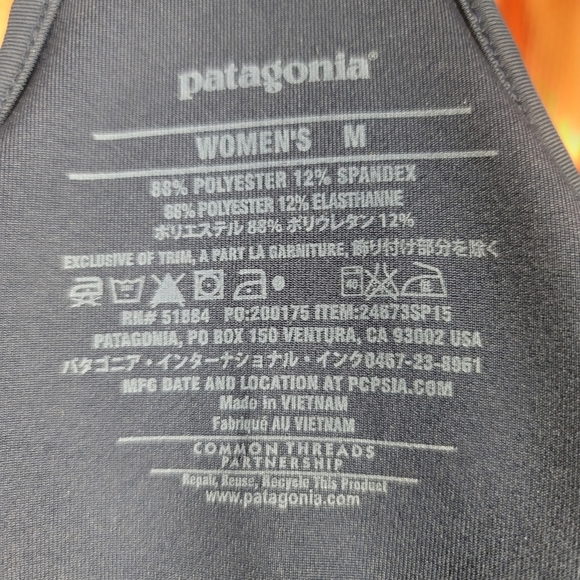 patagonia®
WOMEN'S M
88% POLYESTER 12% SPANDEX
88% POLYESTER 12% ELASTHANNE
ポリエステル 88% ポリウレタン 12%
EXCLUSIVE OF TRIM, A PART LA GARNITURE, 飾り付け部分を除く
RN# 51884 PO:200175 ITEM:24673SP15
PATAGONIA, PO BOX 150 VENTURA, CA 93002 USA
パタゴニア・インターナショナル・インク0467-23-8961
MFG DATE AND LOCATION AT PCPSIA.COM
Made in VIETNAM
Fabriqué AU VIETNAM
COMMON THREADS
PARTNERSHIP
Repair, Reuse, Recycle This Product
www.patagonia.com